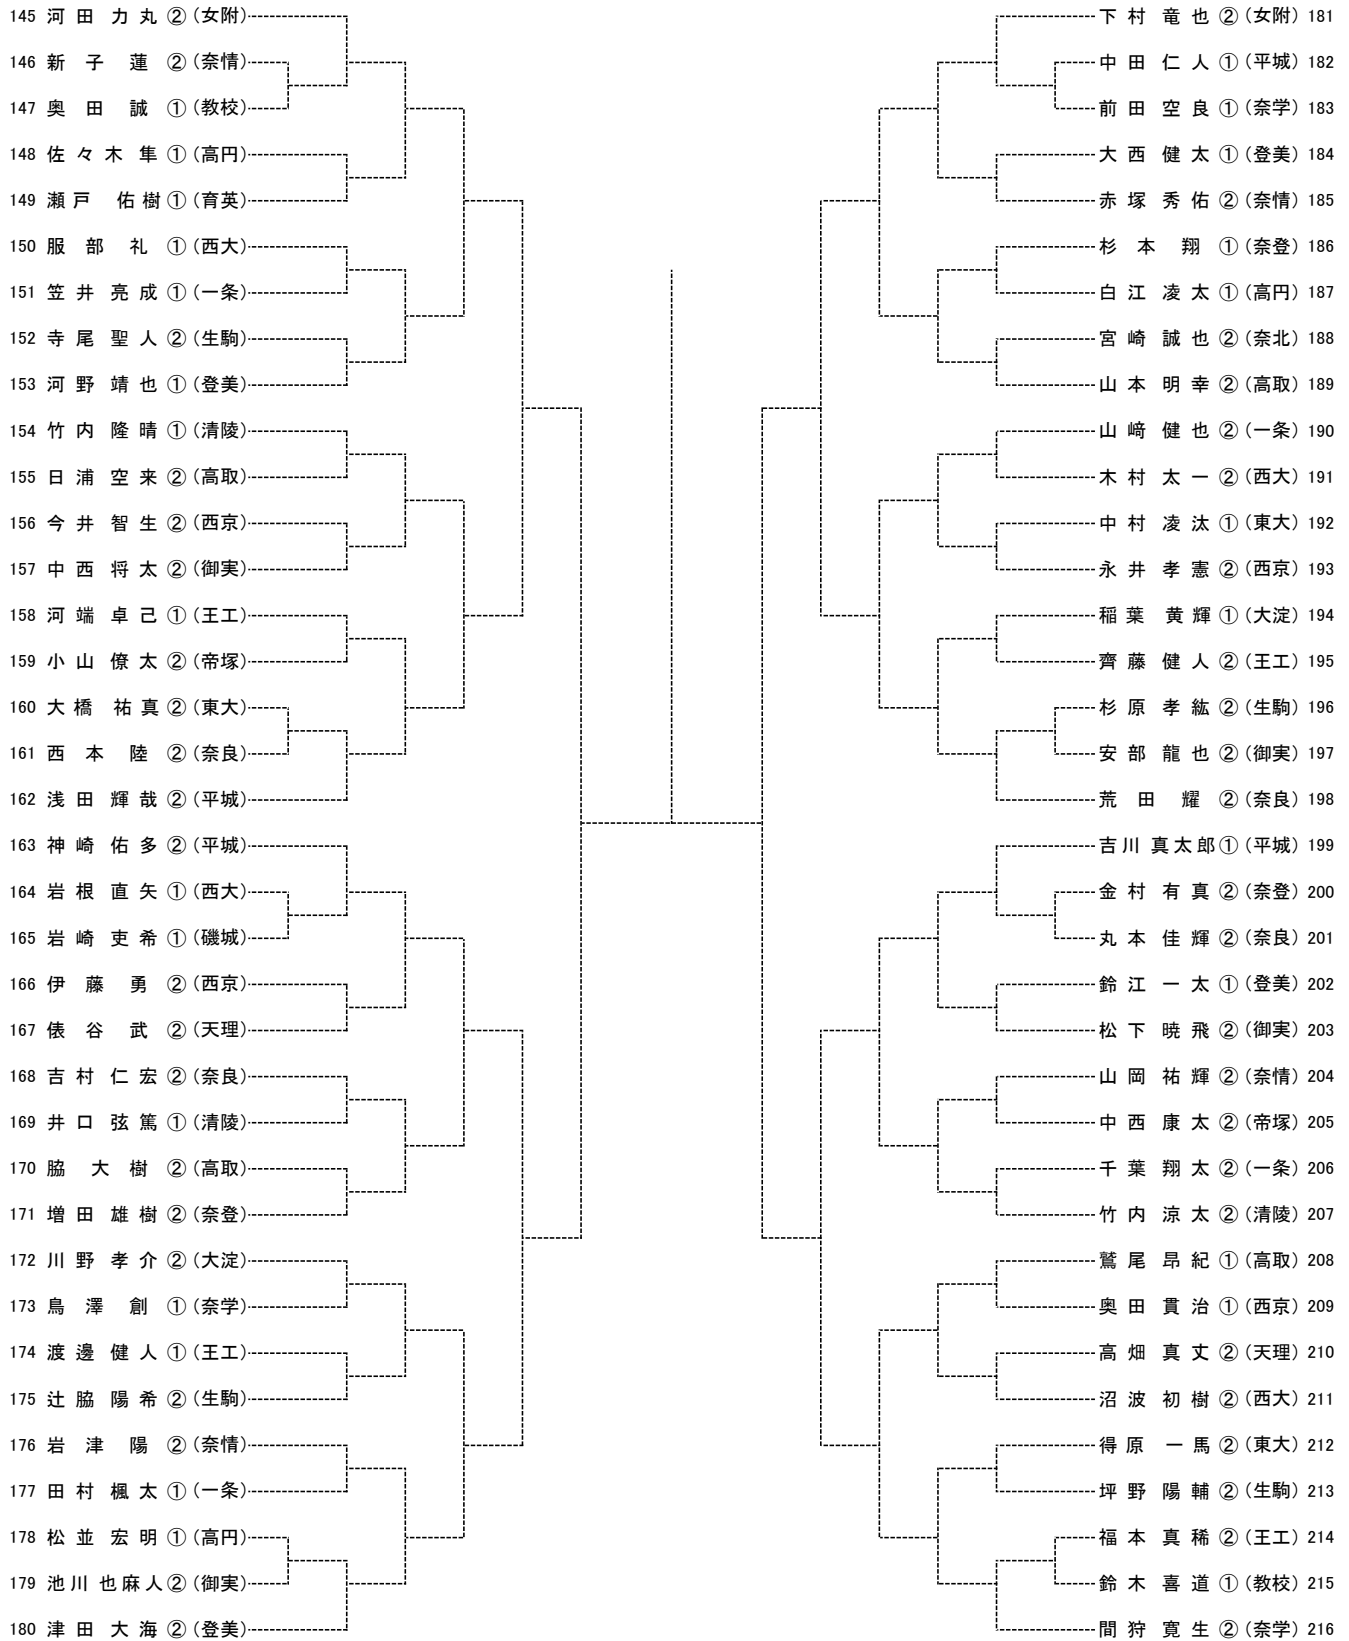 145 河田 力丸 ② (女附)
146 新子 蓮 ② (奈情)
147 奥田 誠 ① (教校)
148 佐々木 隼 ① (高円)
149 瀬戸 佑樹 ① (育英)
150 服部 礼 ① (西大)
151 笠井 亮成 ① (一条)
152 寺尾 聖人 ② (生駒)
153 河野 靖也 ① (登美)
154 竹内 隆晴 ① (清陵)
155 日浦 空来 ② (高取)
156 今井 智生 ② (西京)
157 中西 将太 ② (御実)
158 河端 卓己 ① (王工)
159 小山 僚太 ② (帝塚)
160 大橋 祐真 ② (東大)
161 西本 陸 ② (奈良)
162 浅田 輝哉 ② (平城)
163 神崎 佑多 ② (平城)
164 岩根 直矢 ① (西大)
165 岩崎 吏希 ① (磯城)
166 伊藤 勇 ② (西京)
167 俵谷 武 ② (天理)
168 吉村 仁宏 ② (奈良)
169 井口 弦篤 ① (清陵)
170 脇 大樹 ② (高取)
171 増田 雄樹 ② (奈登)
172 川野 孝介 ② (大淀)
173 鳥澤 創 ① (奈学)
174 渡邊 健人 ① (王工)
175 辻脇 陽希 ② (生駒)
176 岩津 陽 ② (奈情)
177 田村 楓太 ① (一条)
178 松並 宏明 ① (高円)
179 池川 也麻人 ② (御実)
180 津田 大海 ② (登美)
下村 竜也 ② (女附) 181
中田 仁人 ① (平城) 182
前田 空良 ① (奈学) 183
大西 健太 ① (登美) 184
赤塚 秀佑 ② (奈情) 185
杉本 翔 ① (奈登) 186
白江 凌太 ① (高円) 187
宮崎 誠也 ② (奈北) 188
山本 明幸 ② (高取) 189
山﨑 健也 ② (一条) 190
木村 太一 ② (西大) 191
中村 凌汰 ① (東大) 192
永井 孝憲 ② (西京) 193
稲葉 黄輝 ① (大淀) 194
齊藤 健人 ② (王工) 195
杉原 孝紘 ② (生駒) 196
安部 龍也 ② (御実) 197
荒田 耀 ② (奈良) 198
吉川 真太郎 ① (平城) 199
金村 有真 ② (奈登) 200
丸本 佳輝 ② (奈良) 201
鈴江 一太 ① (登美) 202
松下 暁飛 ② (御実) 203
山岡 祐輝 ② (奈情) 204
中西 康太 ② (帝塚) 205
千葉 翔太 ② (一条) 206
竹内 涼太 ② (清陵) 207
鷲尾 昂紀 ① (高取) 208
奥田 貫治 ① (西京) 209
高畑 真丈 ② (天理) 210
沼波 初樹 ② (西大) 211
得原 一馬 ② (東大) 212
坪野 陽輔 ② (生駒) 213
福本 真稀 ② (王工) 214
鈴木 喜道 ① (教校) 215
間狩 寛生 ② (奈学) 216